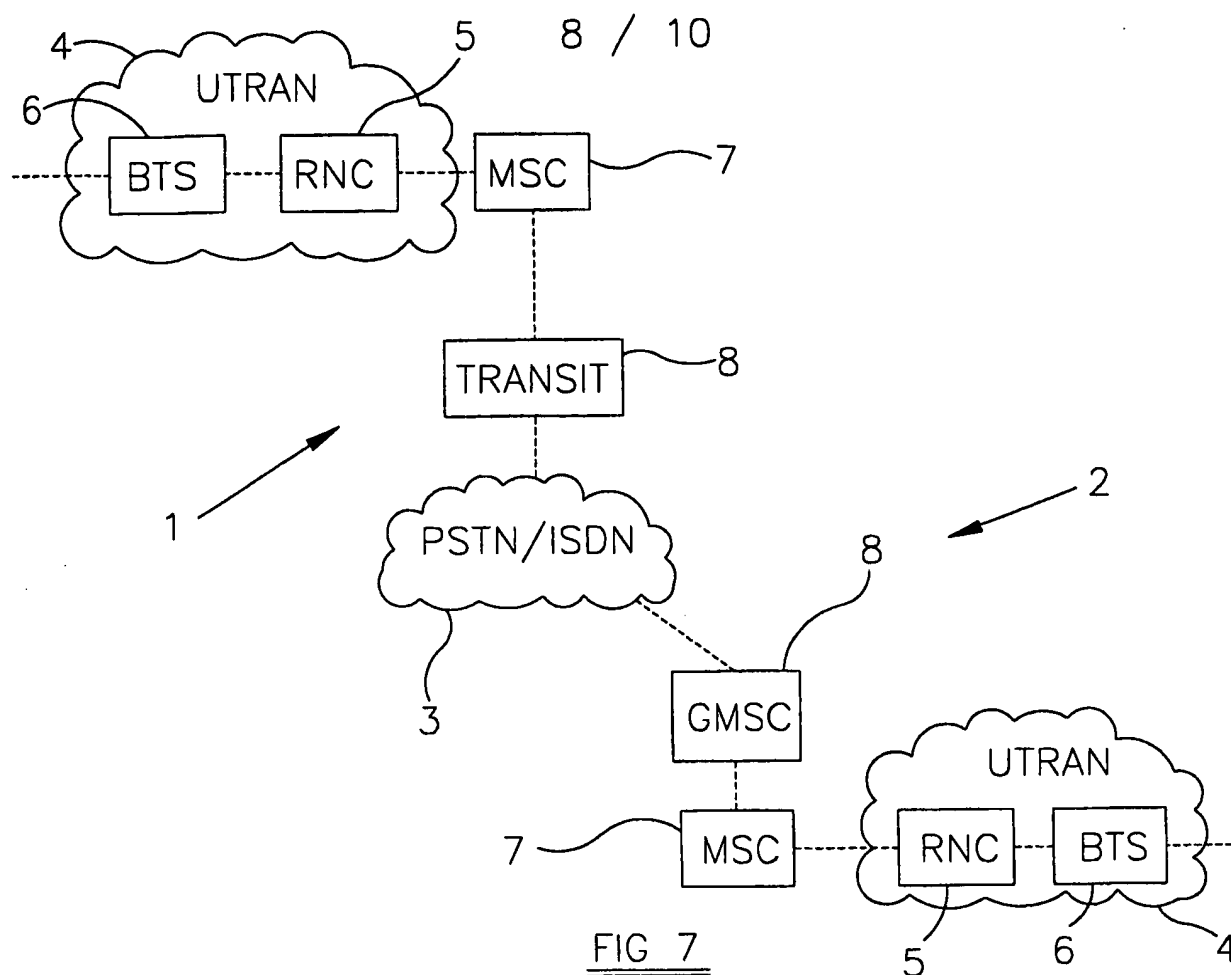 4
5
8 / 10
UTRAN
6
BTS
RNC
MSC
7
TRANSIT
8
1
2
PSTN/ISDN
8
3
GMSC
UTRAN
7
MSC
RNC
BTS
5
6
4
FIG 7